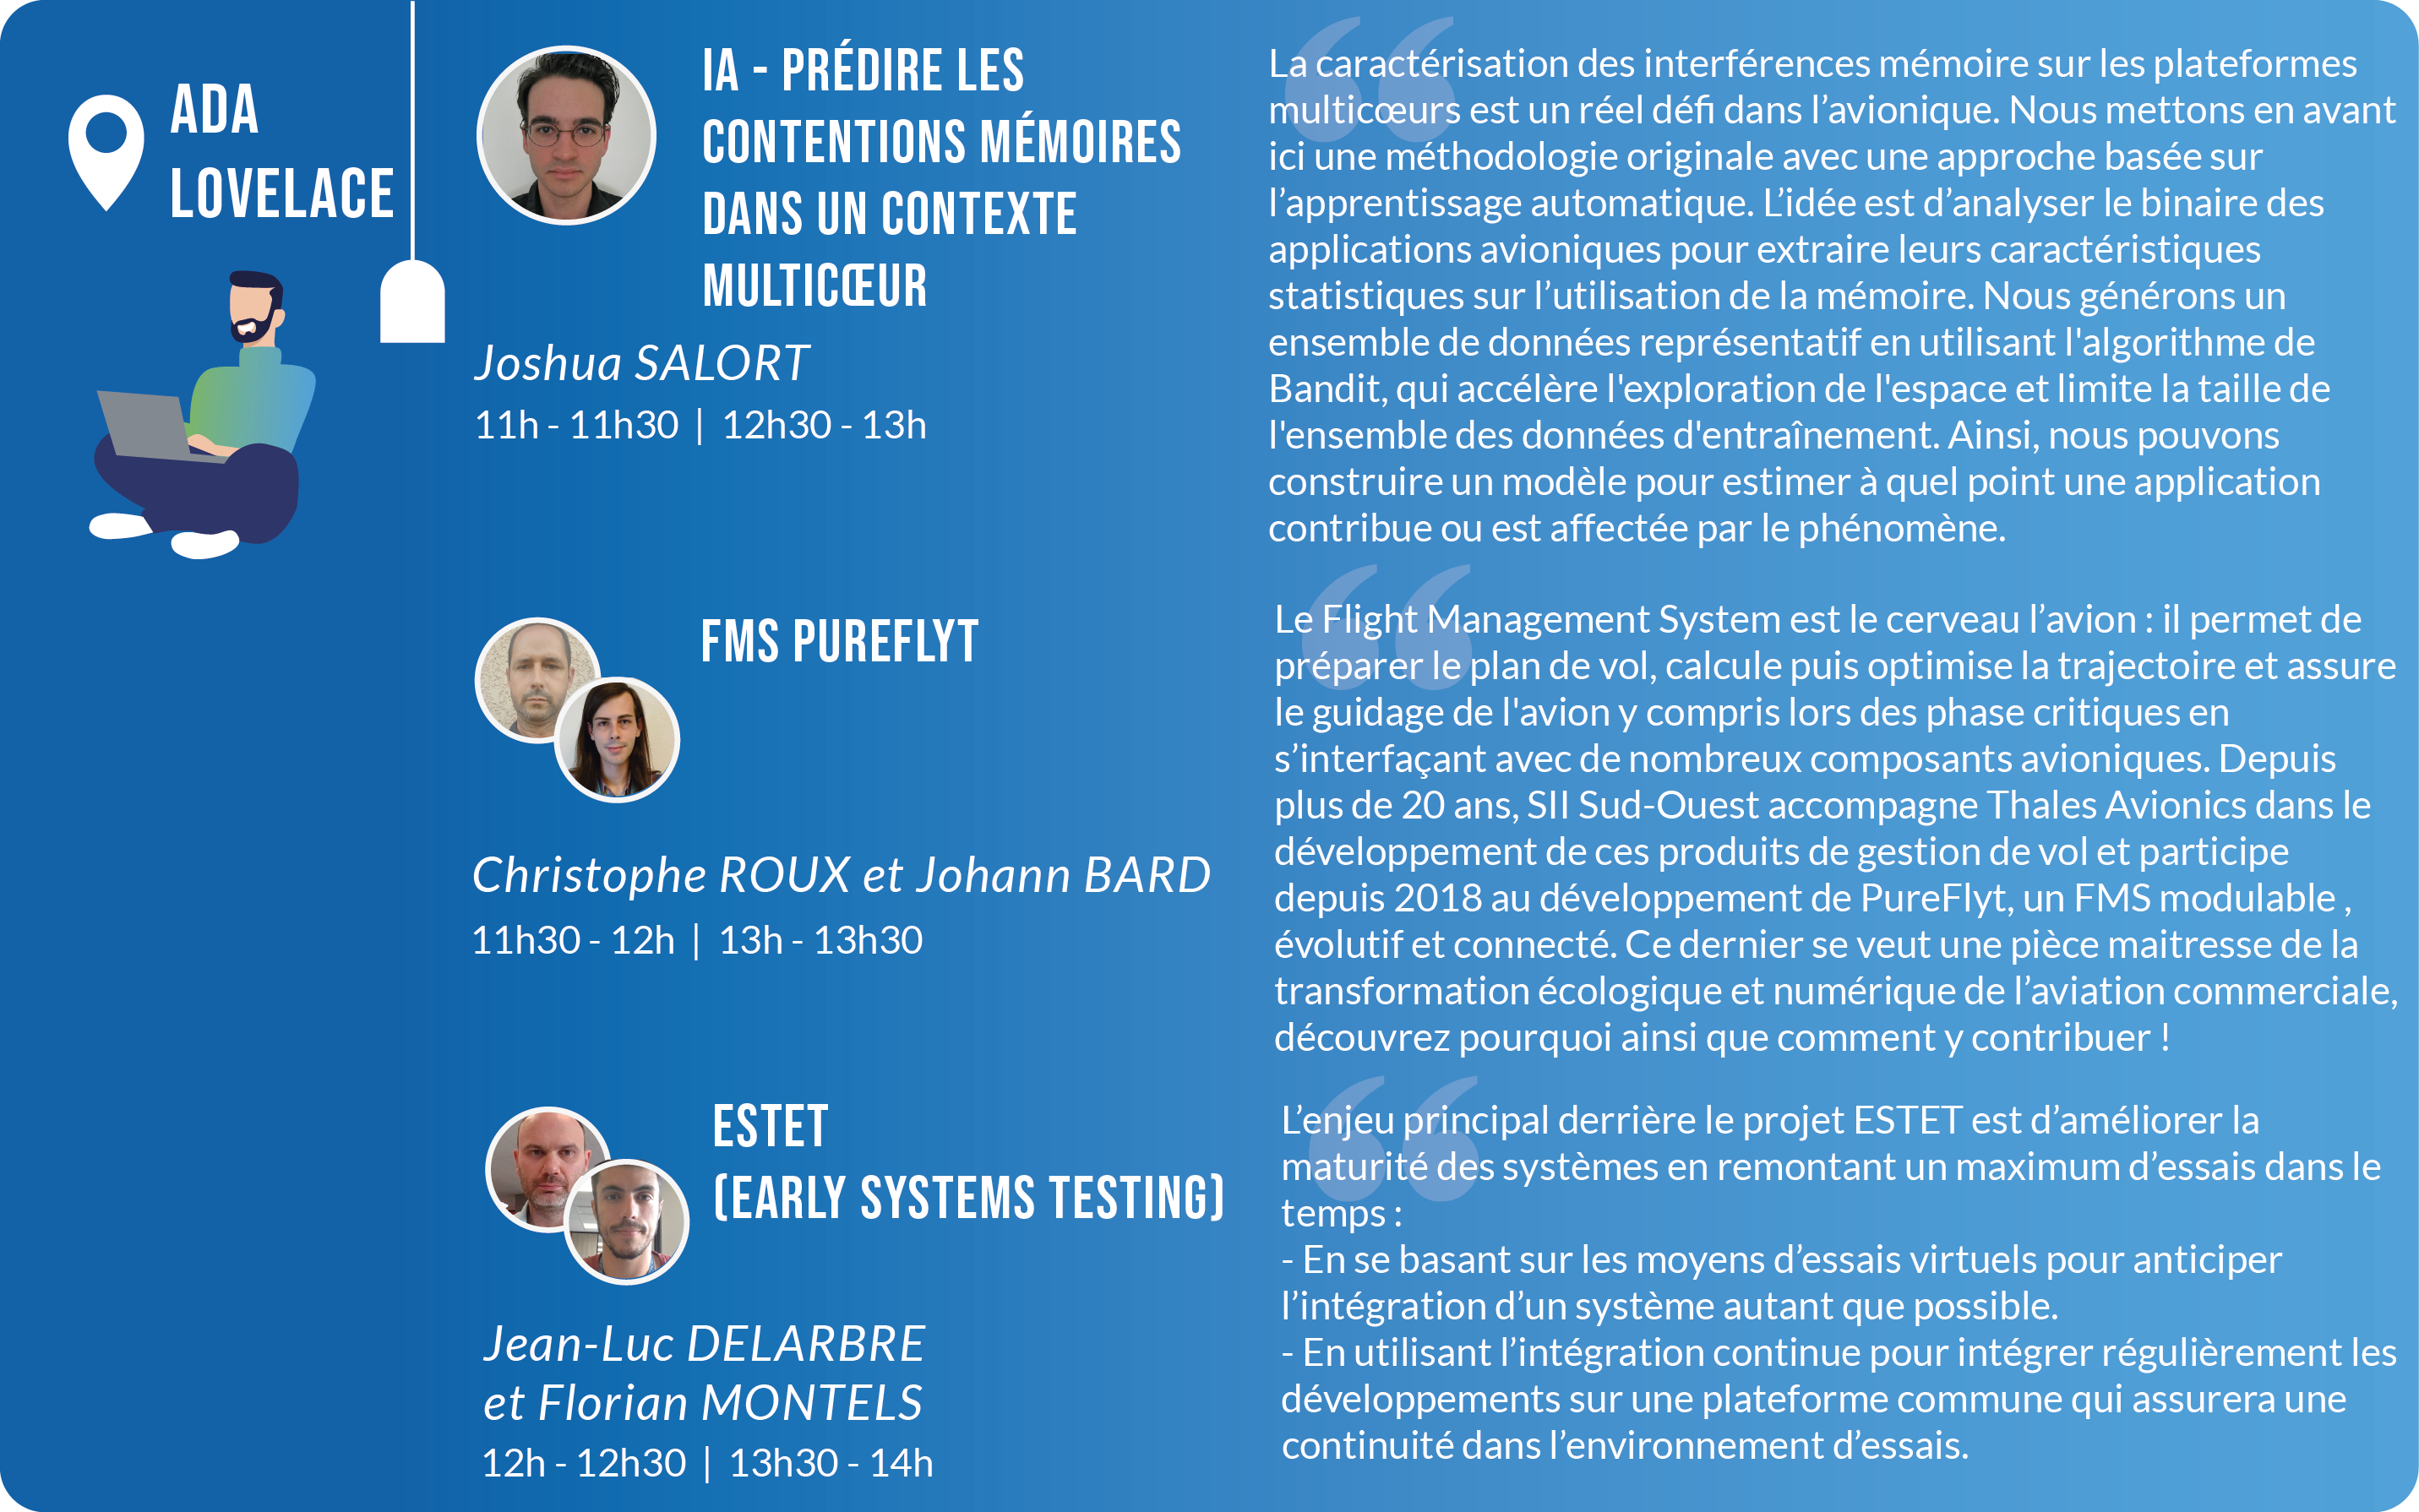 ADA
LOVELACE
IA - PRÉDIRE LES
CONTENTIONS MÉMOIRES
DANS UN CONTEXTE
MULTICŒUR
Joshua SALORT
11h - 11h30 | 12h30 - 13h
La caractérisation des interférences mémoire sur les plateformes
multicœurs est un réel défi dans l’avionique. Nous mettons en avant
ici une méthodologie originale avec une approche basée sur
l’apprentissage automatique. L’idée est d’analyser le binaire des
applications avioniques pour extraire leurs caractéristiques
statistiques sur l’utilisation de la mémoire. Nous générons un
ensemble de données représentatif en utilisant l'algorithme de
Bandit, qui accélère l'exploration de l'espace et limite la taille de
l'ensemble des données d'entraînement. Ainsi, nous pouvons
construire un modèle pour estimer à quel point une application
contribue ou est affectée par le phénomène.
FMS PUREFLYT
Christophe ROUX et Johann BARD
11h30 - 12h | 13h - 13h30
Le Flight Management System est le cerveau l’avion : il permet de
préparer le plan de vol, calcule puis optimise la trajectoire et assure
le guidage de l'avion y compris lors des phase critiques en
s’interfaçant avec de nombreux composants avioniques. Depuis
plus de 20 ans, SII Sud-Ouest accompagne Thales Avionics dans le
développement de ces produits de gestion de vol et participe
depuis 2018 au développement de PureFlyt, un FMS modulable ,
évolutif et connecté. Ce dernier se veut une pièce maitresse de la
transformation écologique et numérique de l’aviation commerciale,
découvrez pourquoi ainsi que comment y contribuer !
ESTET
(EARLY SYSTEMS TESTING)
Jean-Luc DELARBRE
et Florian MONTELS
12h - 12h30 | 13h30 - 14h
L’enjeu principal derrière le projet ESTET est d’améliorer la
maturité des systèmes en remontant un maximum d’essais dans le
temps :
- En se basant sur les moyens d’essais virtuels pour anticiper
l’intégration d’un système autant que possible.
- En utilisant l’intégration continue pour intégrer régulièrement les
développements sur une plateforme commune qui assurera une
continuité dans l’environnement d’essais.